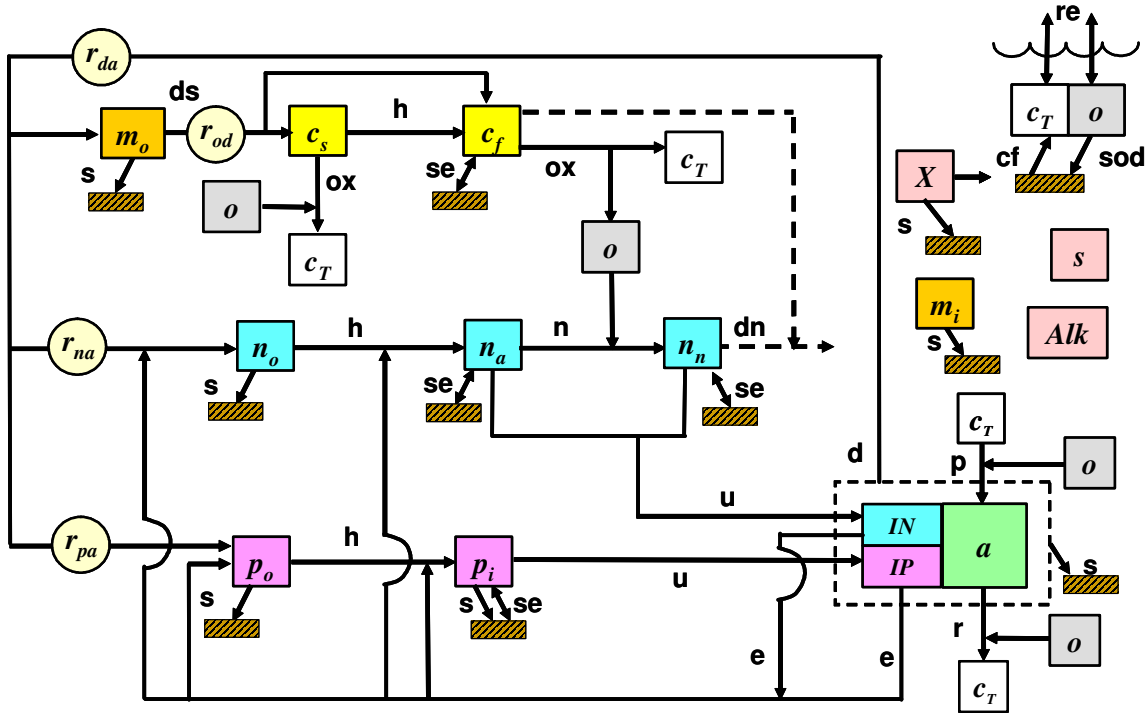 re
r_da
ds
h
m_o
r_od
c_s
c_f
c_T
o
s
ox
se
ox
c_T
cf
sod
X
o
s
c_T
o
s
m_i
Alk
s
r_na
h
n
dn
n_o
n_a
n_n
s
se
se
c_T
d
p
o
u
IN
a
r_pa
h
IP
p_o
p_i
u
s
s
s
se
r
o
e
e
c_T